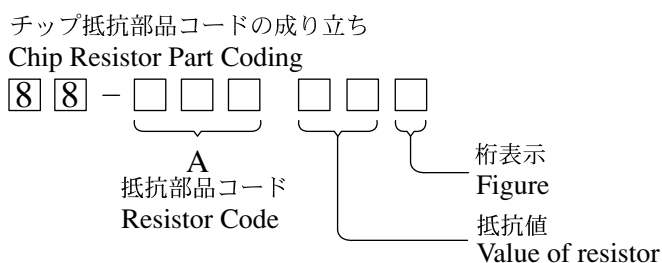 チップ抵抗部品コードの成り立ち
Chip Resistor Part Coding
8 8 – □ □ □ □ □ □
A
抵抗部品コード
Resistor Code
桁表示
Figure
抵抗値
Value of resistor